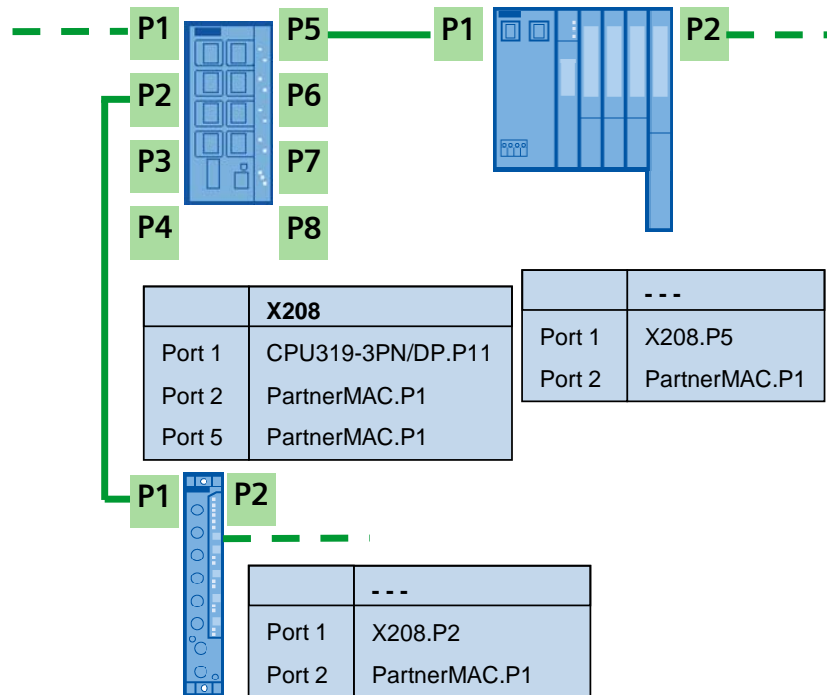 P1 P5 P1 P2
P2 P6
P3 P7
P4 P8
X208
Port 1 CPU319-3PN/DP.P11
Port 2 PartnerMAC.P1
Port 5 PartnerMAC.P1
- - -
Port 1 X208.P5
Port 2 PartnerMAC.P1
P1 P2
- - -
Port 1 X208.P2
Port 2 PartnerMAC.P1